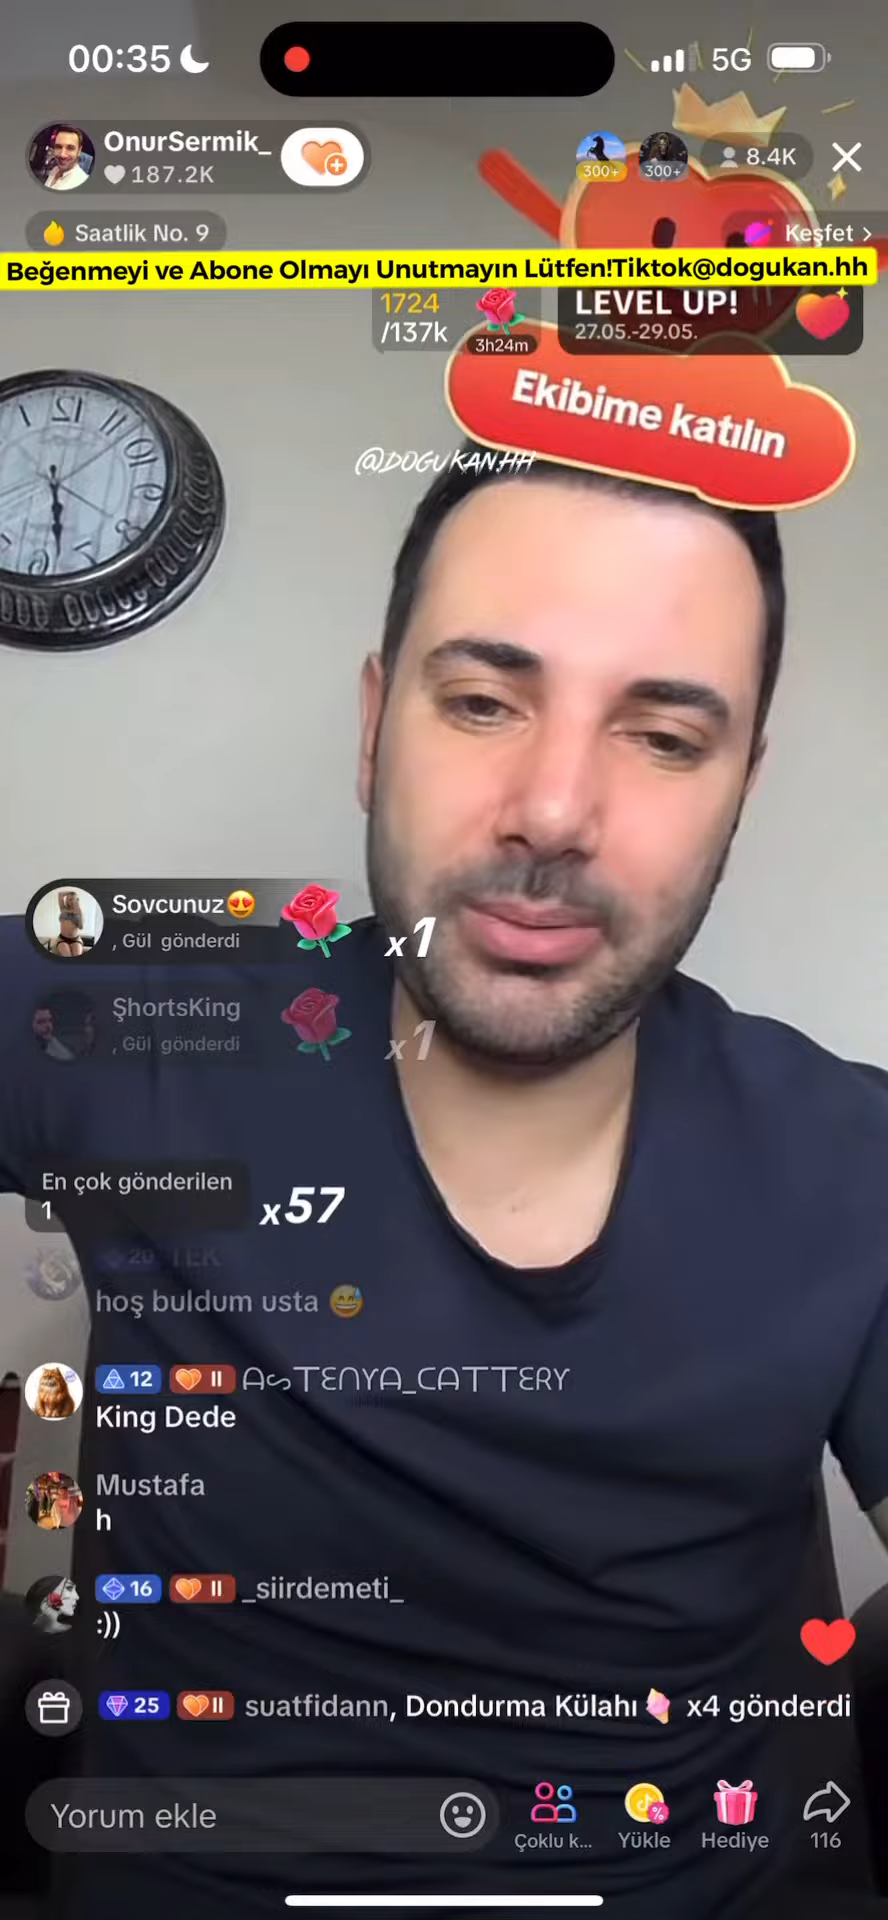 00:35
5G
OnurSermik_
187.2K
300+
300+
8.4K
Saatlik No. 9
Keşfet >
Beğenmeyi ve Abone Olmayı Unutmayın Lütfen!Tiktok@dogukan.hh
1724
/137k
3h24m
LEVEL UP!
27.05.-29.05.
Ekibime katılın
@DOGUKAN.HH
Sovcunuz😍
, Gül gönderdi
x1
ŞhortsKing
, Gül gönderdi
x1
En çok gönderilen
1
x57
20 TEK
hoş buldum usta 😅
12 II ᗩᔕTEᑎYA_ᑕATTERY
King Dede
Mustafa
h
16 II _siirdemeti_
:))
25 II suatfidann, Dondurma Külahı🍦 x4 gönderdi
Yorum ekle
Çoklu k...
Yükle
Hediye
116